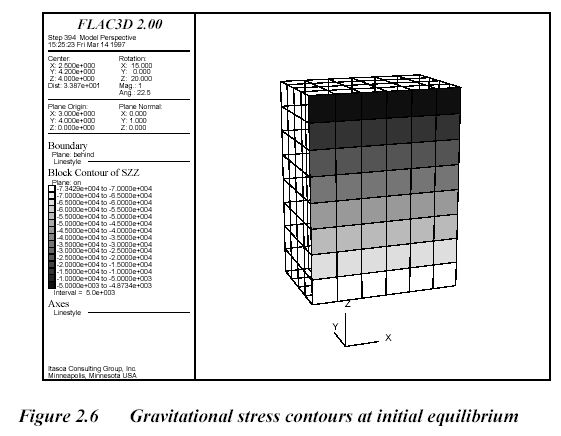 FLAC3D 2.00
Step 394 Model Perspective
15:25:23 Fri Mar 14 1997
Center:
X: 2.500e+000
Y: 4.200e+000
Z: 4.000e+000
Dist: 3.387e+001
Rotation:
X: 15.000
Y: 0.000
Z: 20.000
Mag.: 1
Ang.: 22.5
Plane Origin:
X: 3.000e+000
Y: 4.000e+000
Z: 0.000e+000
Plane Normal:
X: 0.000
Y: 1.000
Z: 0.000
Boundary
Plane: behind
Linestyle
Block Contour of SZZ
Plane: on
-7.3429e+004 to -7.0000e+004
-7.0000e+004 to -6.5000e+004
-6.5000e+004 to -6.0000e+004
-6.0000e+004 to -5.5000e+004
-5.5000e+004 to -5.0000e+004
-5.0000e+004 to -4.5000e+004
-4.5000e+004 to -4.0000e+004
-4.0000e+004 to -3.5000e+004
-3.5000e+004 to -3.0000e+004
-3.0000e+004 to -2.5000e+004
-2.5000e+004 to -2.0000e+004
-2.0000e+004 to -1.5000e+004
-1.5000e+004 to -1.0000e+004
-1.0000e+004 to -5.0000e+003
-5.0000e+003 to -4.8734e+003
Interval = 5.0e+003
Axes
Linestyle
Z
Y
X
Itasca Consulting Group, Inc.
Minneapolis, Minnesota USA
Figure 2.6 Gravitational stress contours at initial equilibrium